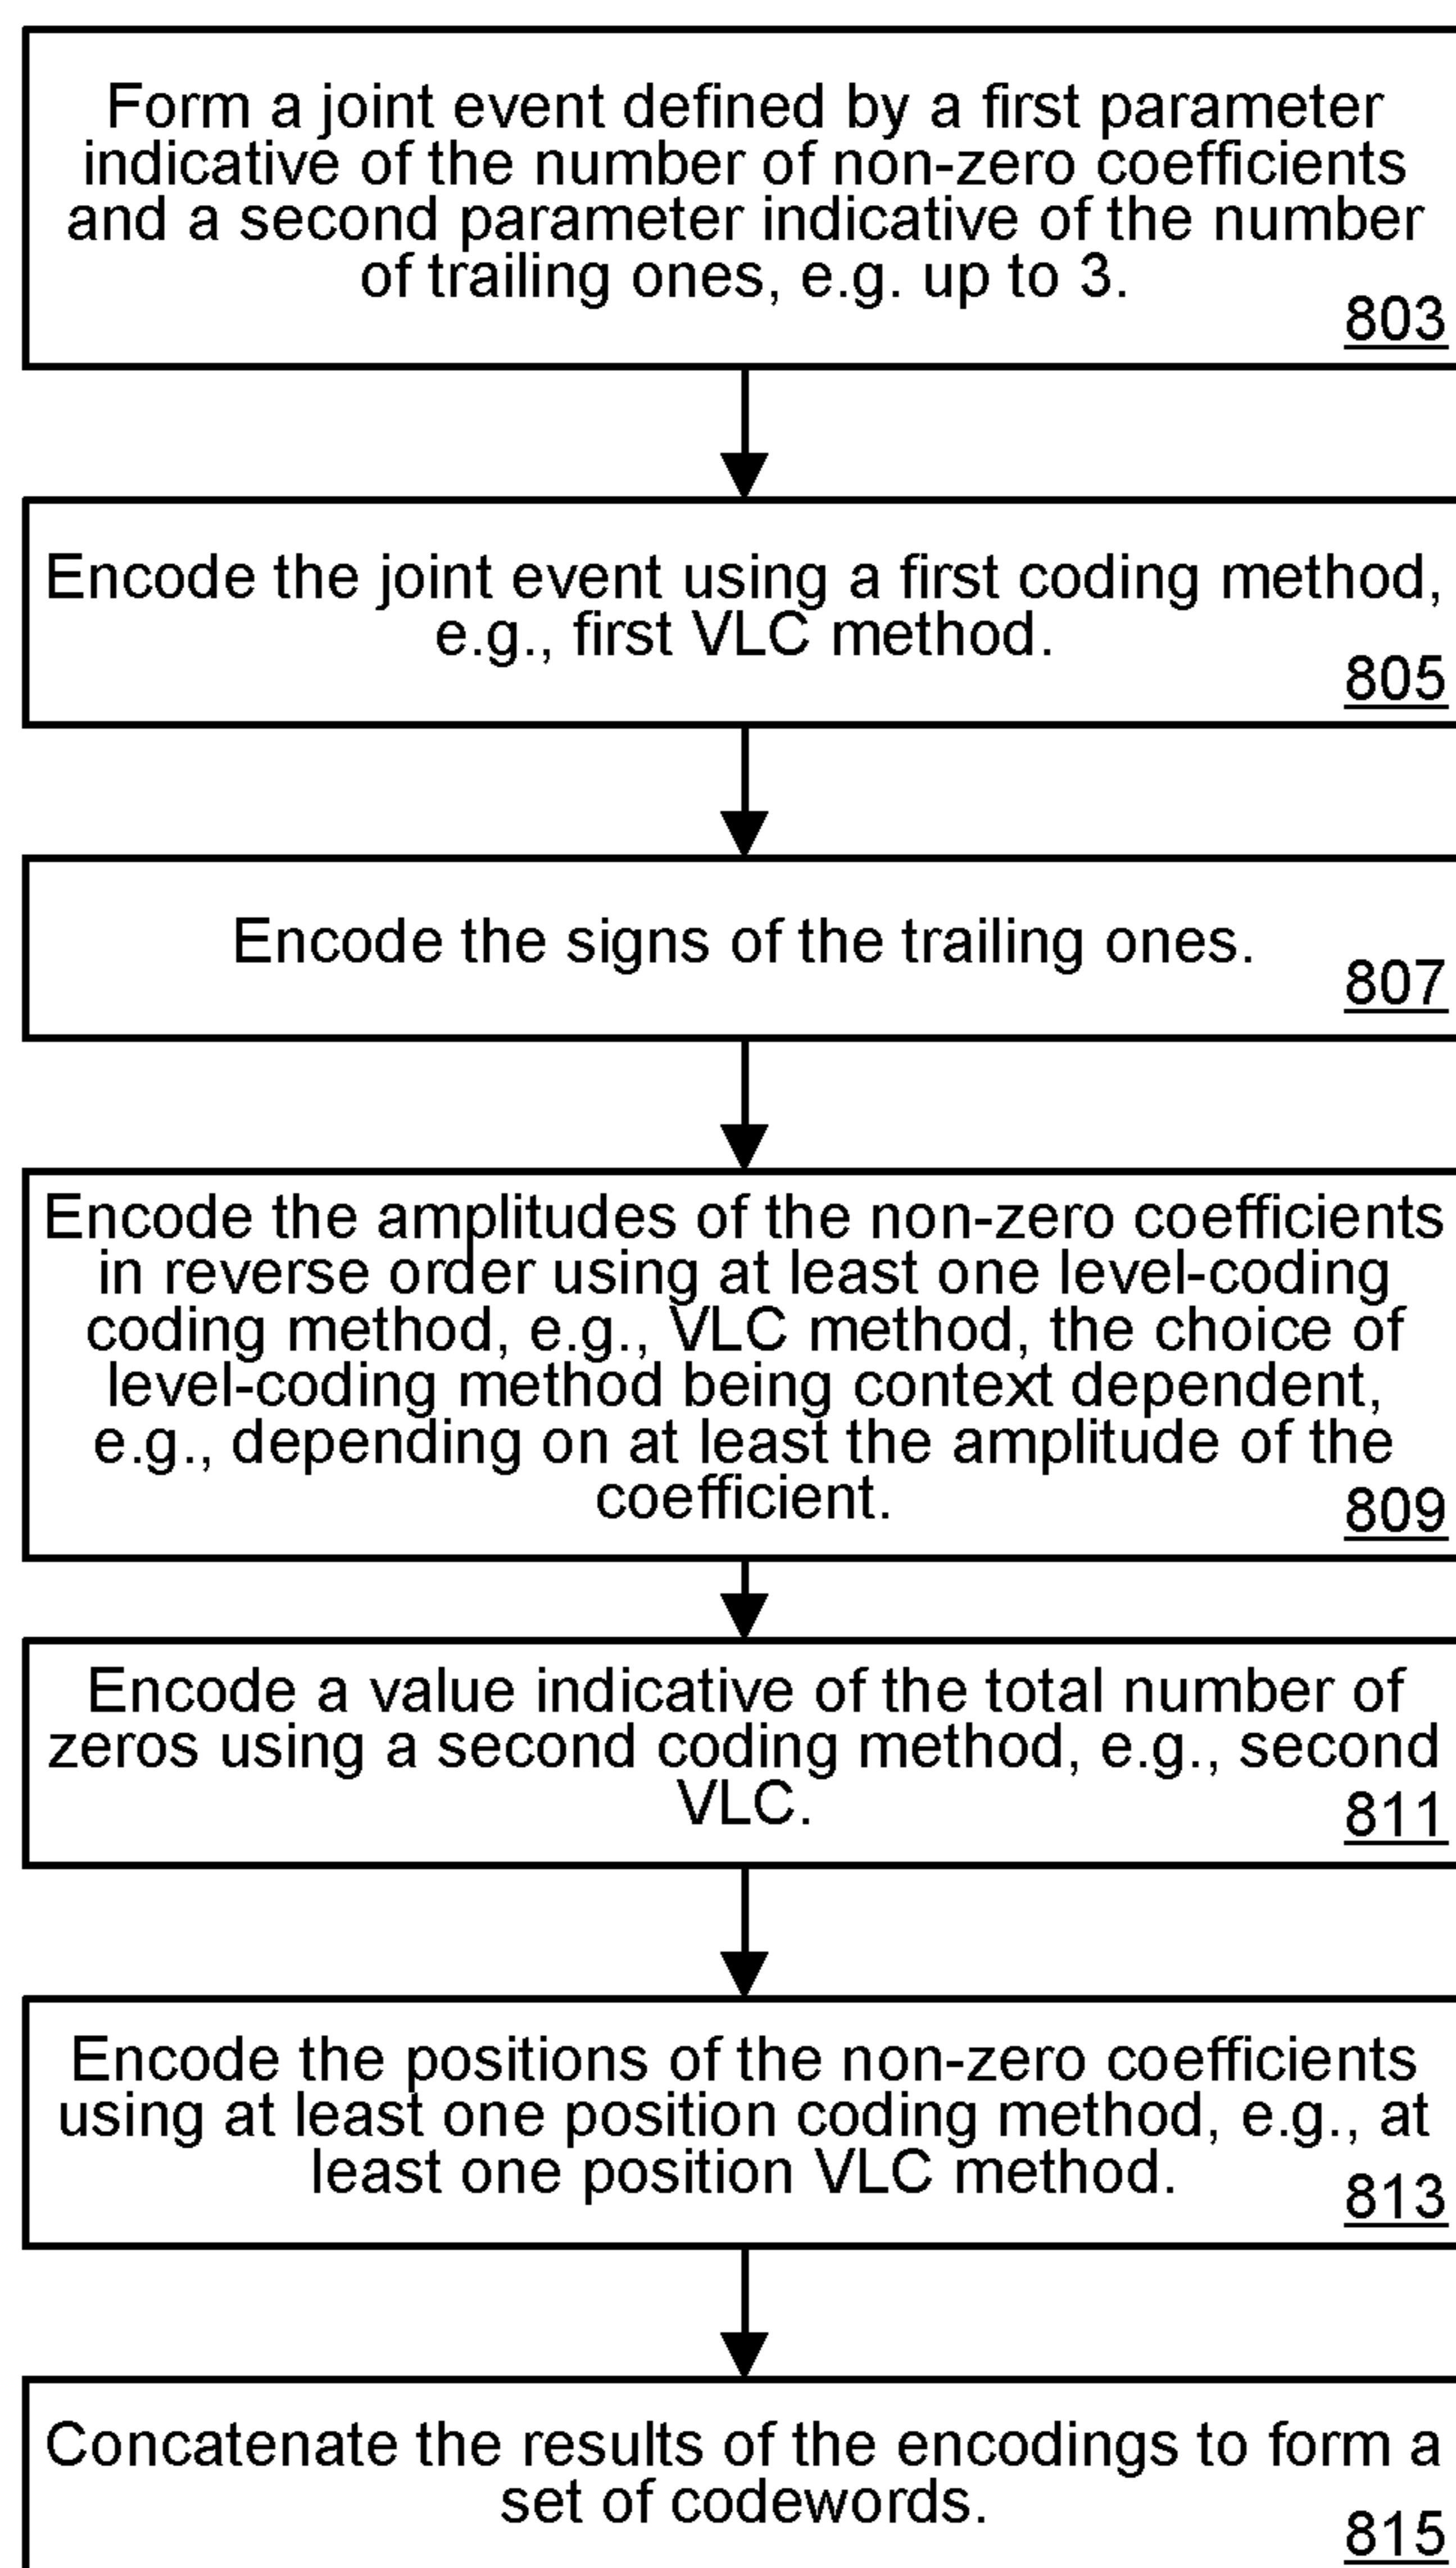 Form a joint event defined by a first parameter
indicative of the number of non-zero coefficients
and a second parameter indicative of the number
of trailing ones, e.g. up to 3.
803
Encode the joint event using a first coding method,
e.g., first VLC method.
805
Encode the signs of the trailing ones.
807
Encode the amplitudes of the non-zero coefficients
in reverse order using at least one level-coding
coding method, e.g., VLC method, the choice of
level-coding method being context dependent,
e.g., depending on at least the amplitude of the
coefficient.
809
Encode a value indicative of the total number of
zeros using a second coding method, e.g., second
VLC.
811
Encode the positions of the non-zero coefficients
using at least one position coding method, e.g., at
least one position VLC method.
813
Concatenate the results of the encodings to form a
set of codewords.
815